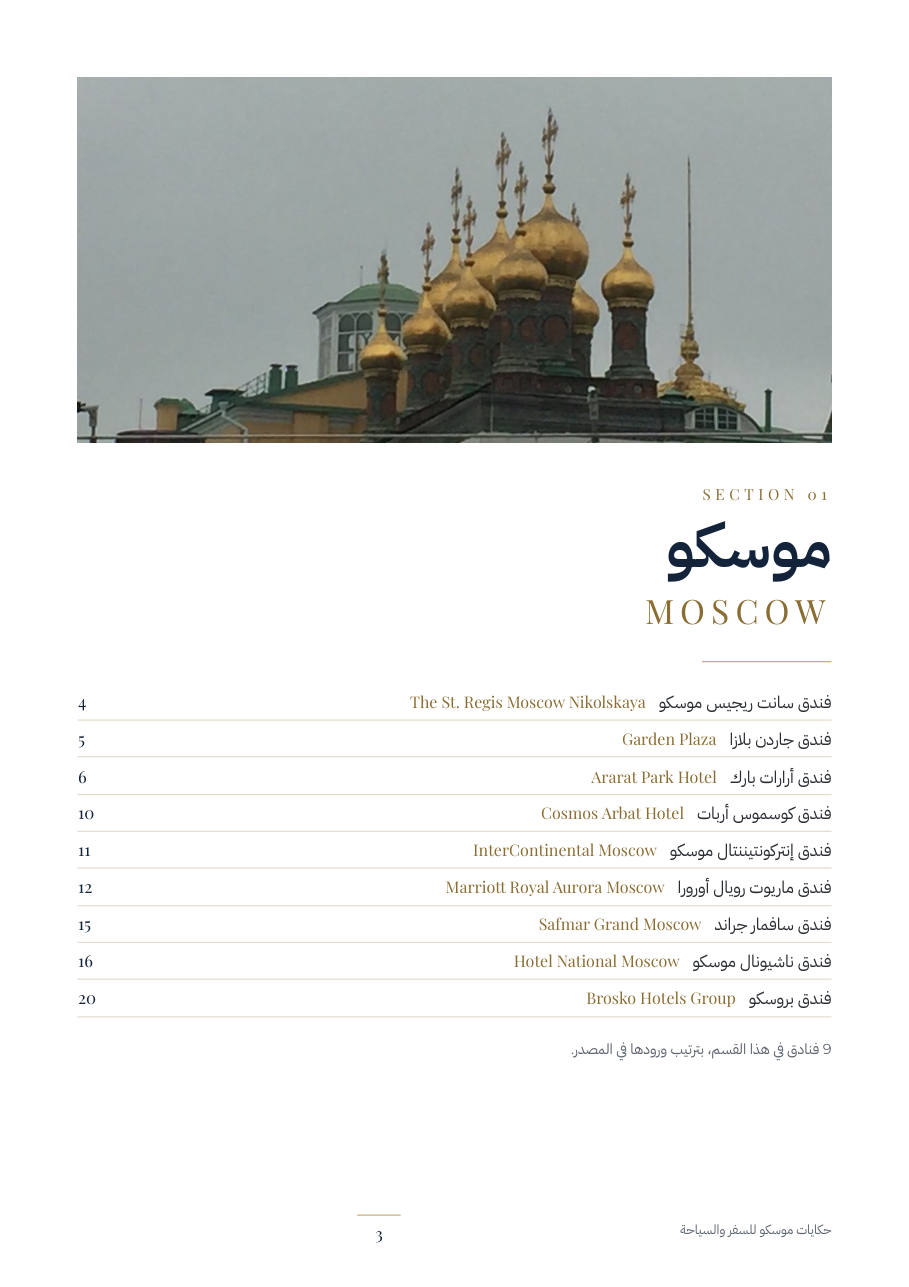 SECTION 01
موسكو
MOSCOW
فندق سانت ريجيس موسكو The St. Regis Moscow Nikolskaya 4
فندق جاردن بلازا Garden Plaza 5
فندق أرارات بارك Ararat Park Hotel 6
فندق كوسموس أربات Cosmos Arbat Hotel 10
فندق إنتركونتيننتال موسكو InterContinental Moscow 11
فندق ماريوت رويال أورورا Marriott Royal Aurora Moscow 12
فندق سافمار جراند Safmar Grand Moscow 15
فندق ناشيونال موسكو Hotel National Moscow 16
فندق بروسكو Brosko Hotels Group 20
9 فنادق في هذا القسم، بترتيب ورودها في المصدر.
حكايات موسكو للسفر والسياحة
3